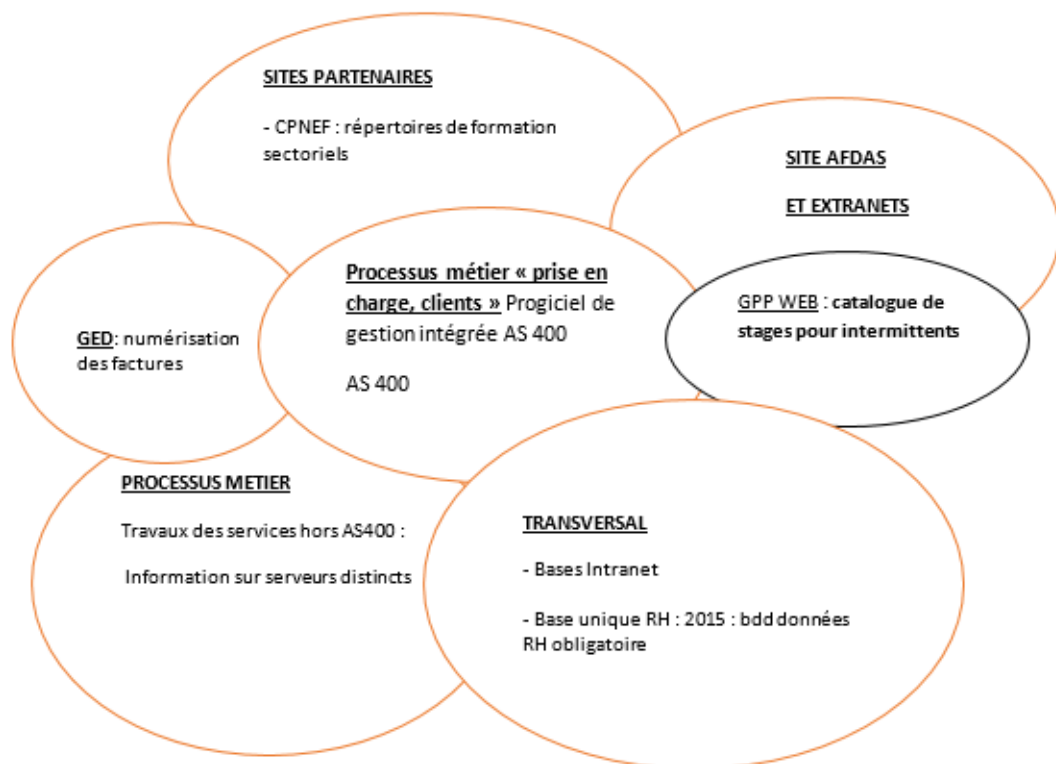 SITES PARTENAIRES
- CPNEF : répertoires de formation
sectoriels
SITE AFDAS
ET EXTRANETS
Processus métier « prise en
charge, clients » Progiciel de
gestion intégrée AS 400
AS 400
GPP WEB : catalogue de
stages pour intermittents
GED: numérisation
des factures
PROCESSUS METIER
Travaux des services hors AS400 :
Information sur serveurs distincts
TRANSVERSAL
- Bases Intranet
- Base unique RH : 2015 : bdd données
RH obligatoire